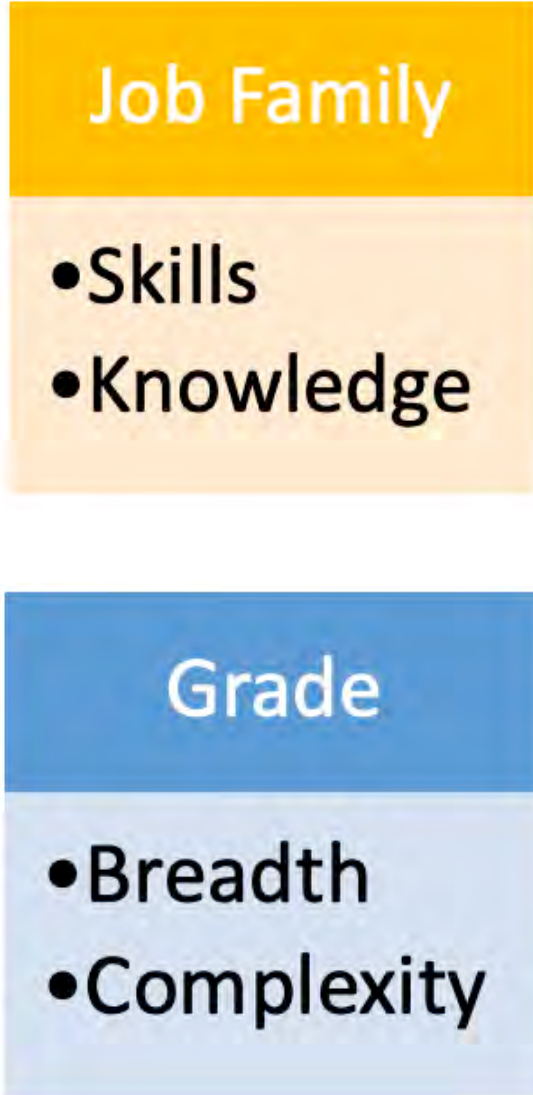 Job Family
•Skills
•Knowledge
Grade
•Breadth
•Complexity